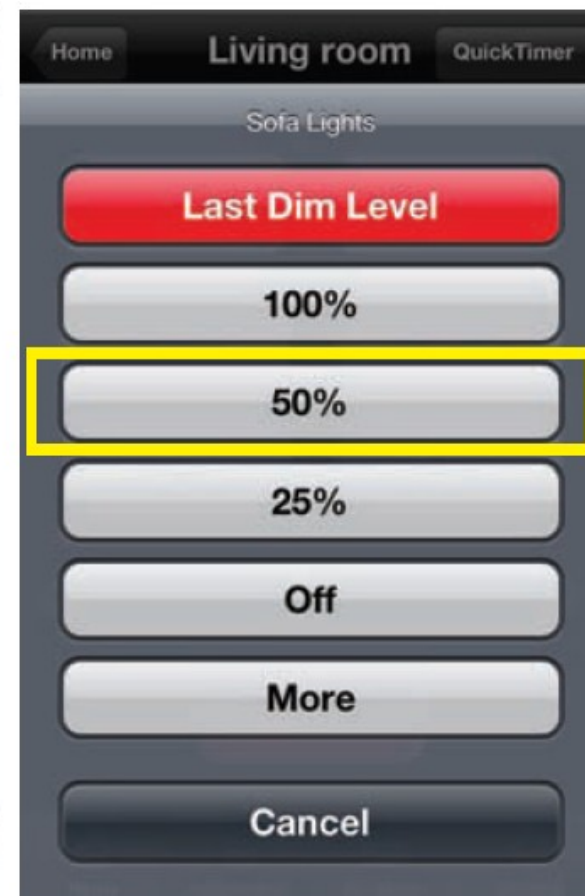 Home Living room QuickTimer
Sofa Lights
Last Dim Level
100%
50%
25%
Off
More
Cancel